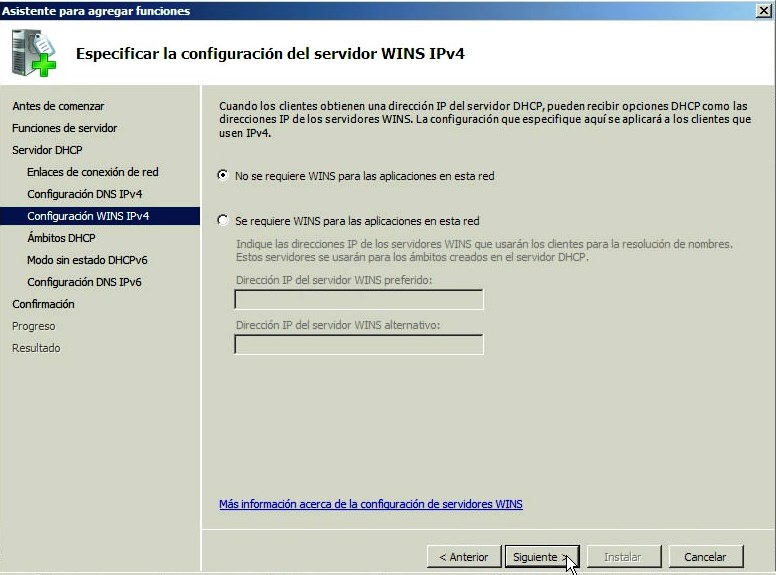 Asistente para agregar funciones
Especificar la configuración del servidor WINS IPv4
Antes de comenzar
Funciones de servidor
Servidor DHCP
Enlaces de conexión de red
Configuración DNS IPv4
Configuración WINS IPv4
Ámbitos DHCP
Modo sin estado DHCPv6
Configuración DNS IPv6
Confirmación
Progreso
Resultado
Cuando los clientes obtienen una dirección IP del servidor DHCP, pueden recibir opciones DHCP como las
direcciones IP de los servidores WINS. La configuración que especifique aquí se aplicará a los clientes que
usen IPv4.
No se requiere WINS para las aplicaciones en esta red
Se requiere WINS para las aplicaciones en esta red
Indique las direcciones IP de los servidores WINS que usarán los clientes para la resolución de nombres.
Estos servidores se usarán para los ámbitos creados en el servidor DHCP.
Dirección IP del servidor WINS preferido:
Dirección IP del servidor WINS alternativo:
Más información acerca de la configuración de servidores WINS
< Anterior
Siguiente >
Instalar
Cancelar